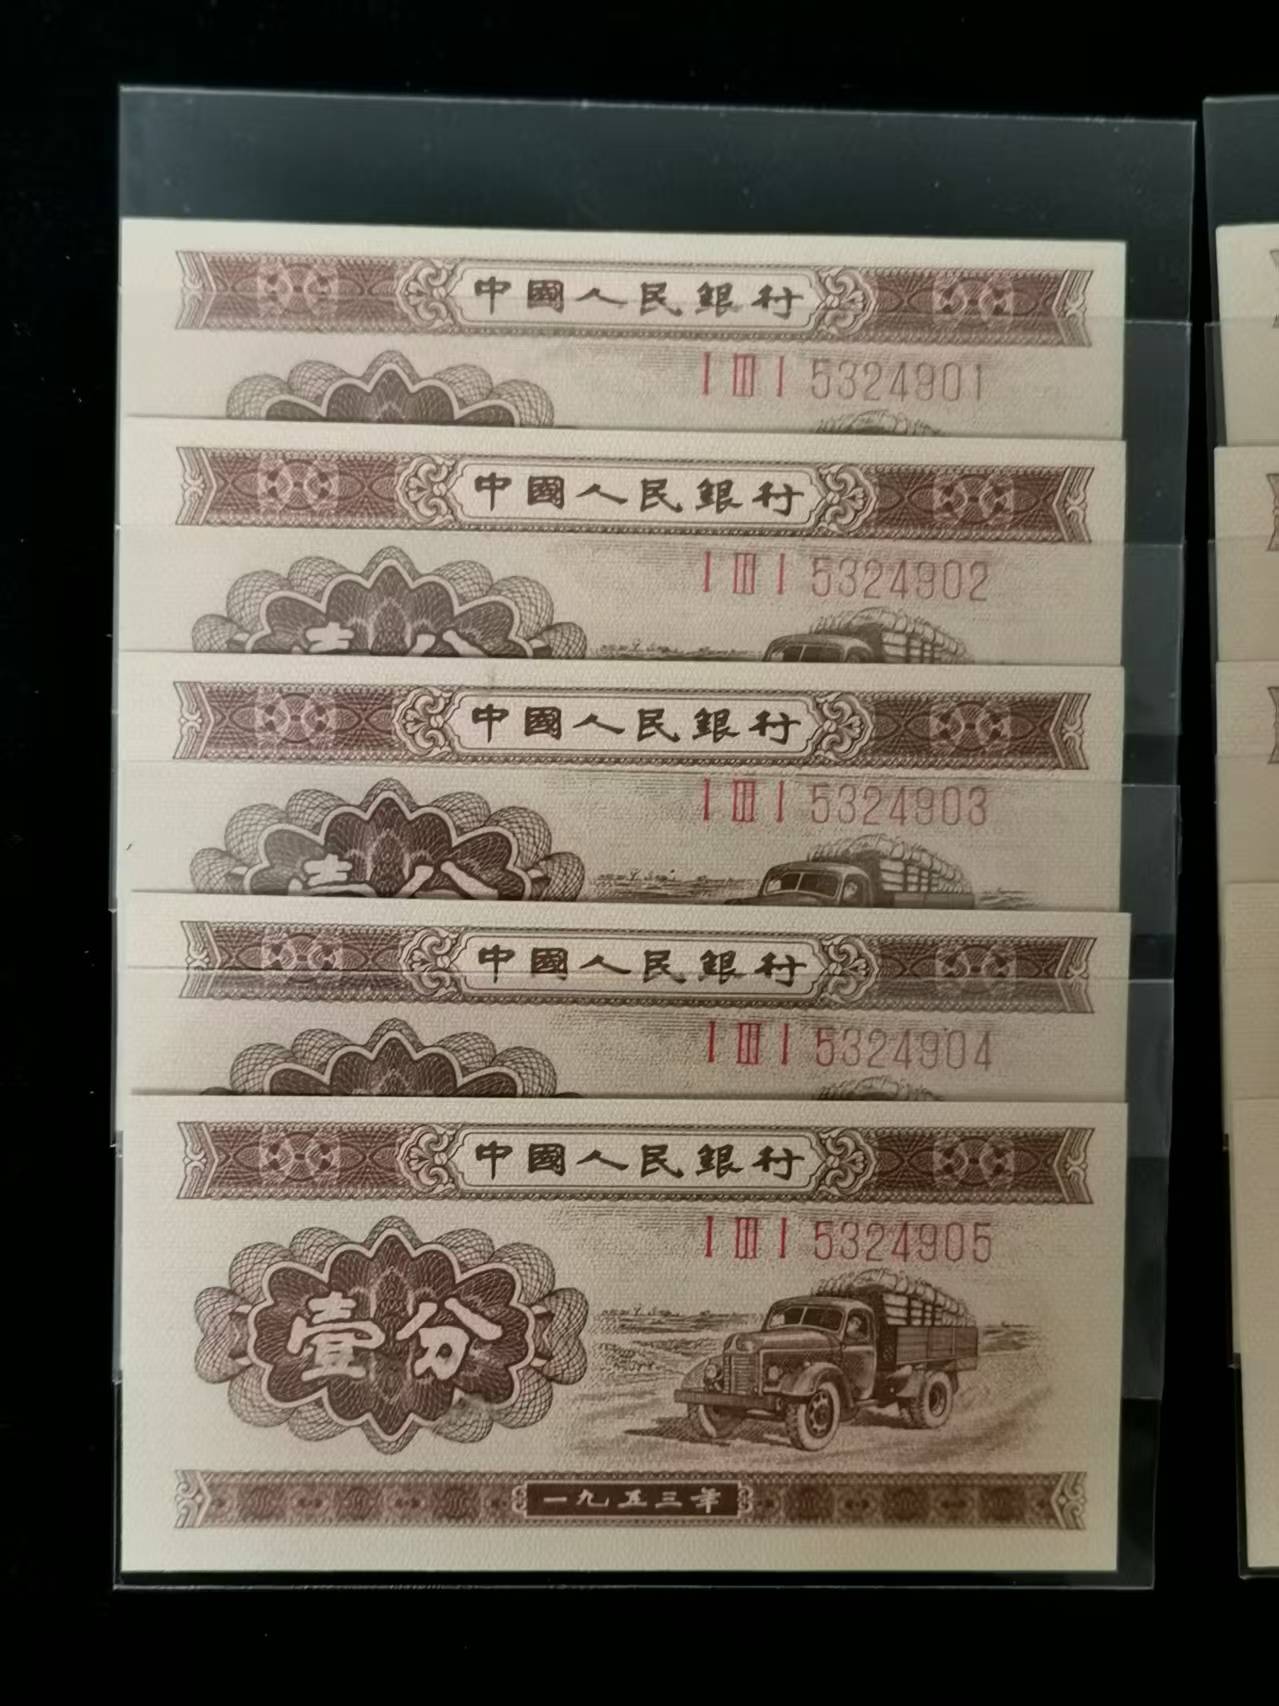 中國人民銀行
I III I 5324901
中國人民銀行
I III I 5324902
中國人民銀行
I III I 5324903
中國人民銀行
I III I 5324904
中國人民銀行
I III I 5324905
壹分
一九五三年